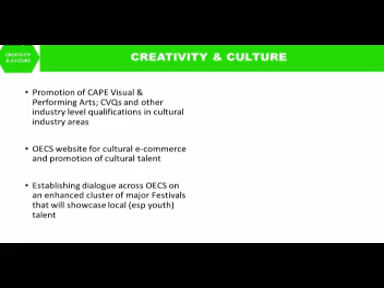 CREATIVITY
& CULTURE
CREATIVITY & CULTURE
• Promotion of CAPE Visual &
Performing Arts; CVQs and other
industry level qualifications in cultural
industry areas
• OECS website for cultural e-commerce
and promotion of cultural talent
• Establishing dialogue across OECS on
an enhanced cluster of major Festivals
that will showcase local (esp youth)
talent